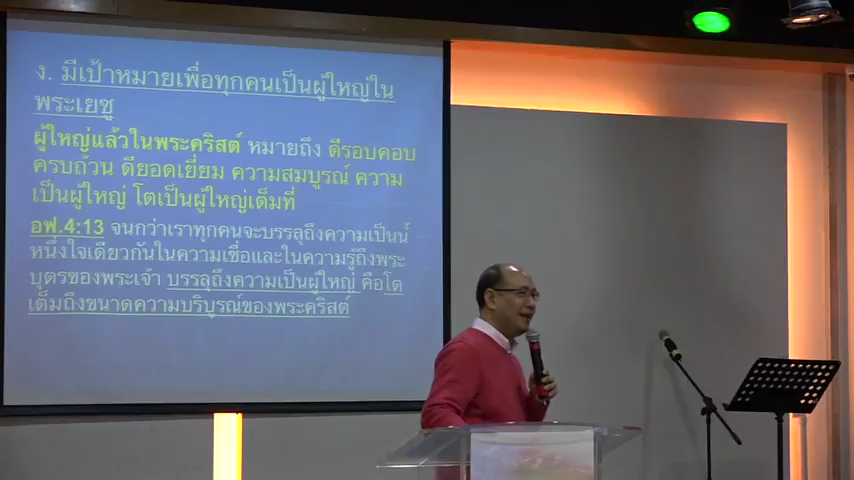 ง. มีเป้าหมายเพื่อทุกคนเป็นผู้ใหญ่ใน
พระเยซู
ผู้ใหญ่แล้วในพระคริสต์ หมายถึง ดีรอบคอบ
ครบถ้วน ดียอดเยี่ยม ความสมบูรณ์ ความ
เป็นผู้ใหญ่ โตเป็นผู้ใหญ่เต็มที่
อฟ.4:13 จนกว่าเราทุกคนจะบรรลุถึงความเป็นน้ำ
หนึ่งใจเดียวกันในความเชื่อและในความรู้ถึงพระ
บุตรของพระเจ้า บรรลุถึงความเป็นผู้ใหญ่ คือโต
เต็มถึงขนาดความบริบูรณ์ของพระคริสต์